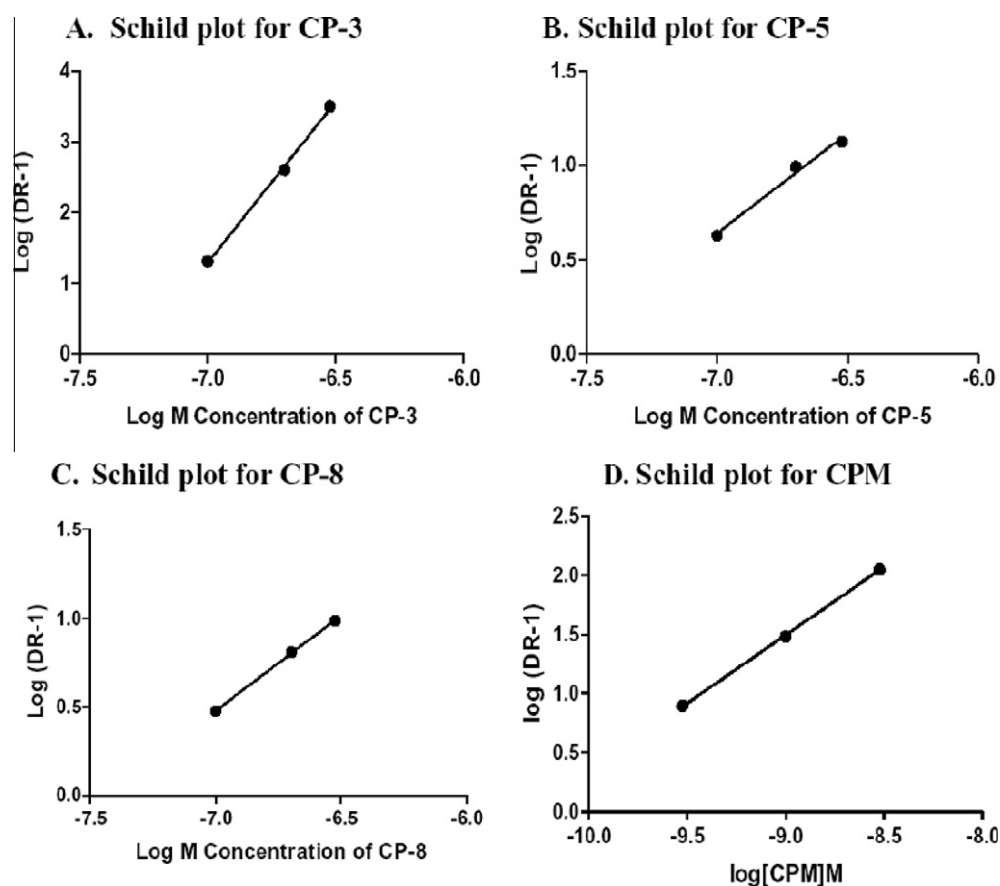 A. Schild plot for CP-3
4
3
2
1
0
Log (DR-1)
-7.5 -7.0 -6.5 -6.0
Log M Concentration of CP-3
B. Schild plot for CP-5
1.5
1.0
0.5
0.0
Log (DR-1)
-7.5 -7.0 -6.5 -6.0
Log M Concentration of CP-5
C. Schild plot for CP-8
1.5
1.0
0.5
0.0
Log (DR-1)
-7.5 -7.0 -6.5 -6.0
Log M Concentration of CP-8
D. Schild plot for CPM
2.5
2.0
1.5
1.0
0.5
0.0
log (DR-1)
-10.0 -9.5 -9.0 -8.5 -8.0
log[CPM]M